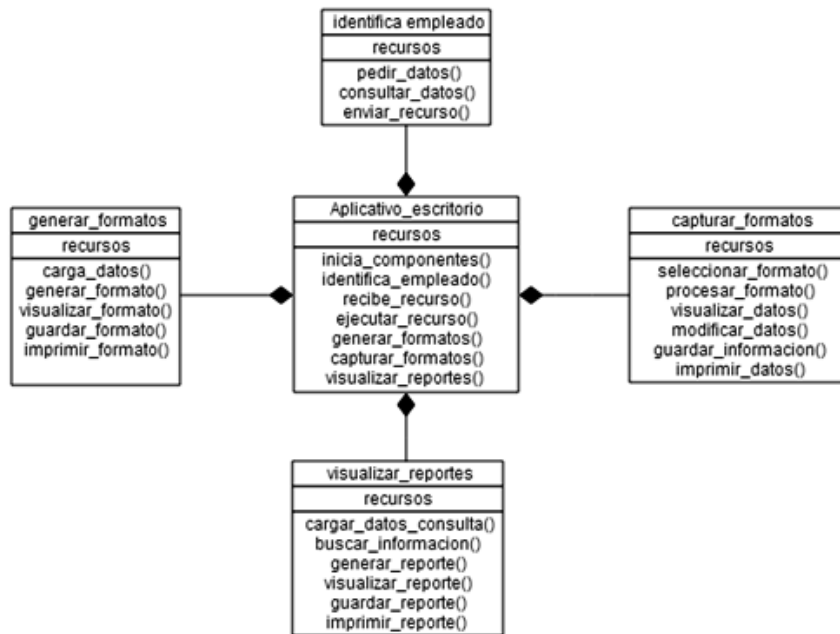 identifica empleado
recursos
pedir_datos()
consultar_datos()
enviar_recurso()
generar_formatos
recursos
carga_datos()
generar_formato()
visualizar_formato()
guardar_formato()
imprimir_formato()
Aplicativo_escritorio
recursos
inicia_componentes()
identifica_empleado()
recibe_recurso()
ejecutar_recurso()
generar_formatos()
capturar_formatos()
visualizar_reportes()
capturar_formatos
recursos
seleccionar_formato()
procesar_formato()
visualizar_datos()
modificar_datos()
guardar_informacion()
imprimir_datos()
visualizar_reportes
recursos
cargar_datos_consulta()
buscar_informacion()
generar_reporte()
visualizar_reporte()
guardar_reporte()
imprimir_reporte()